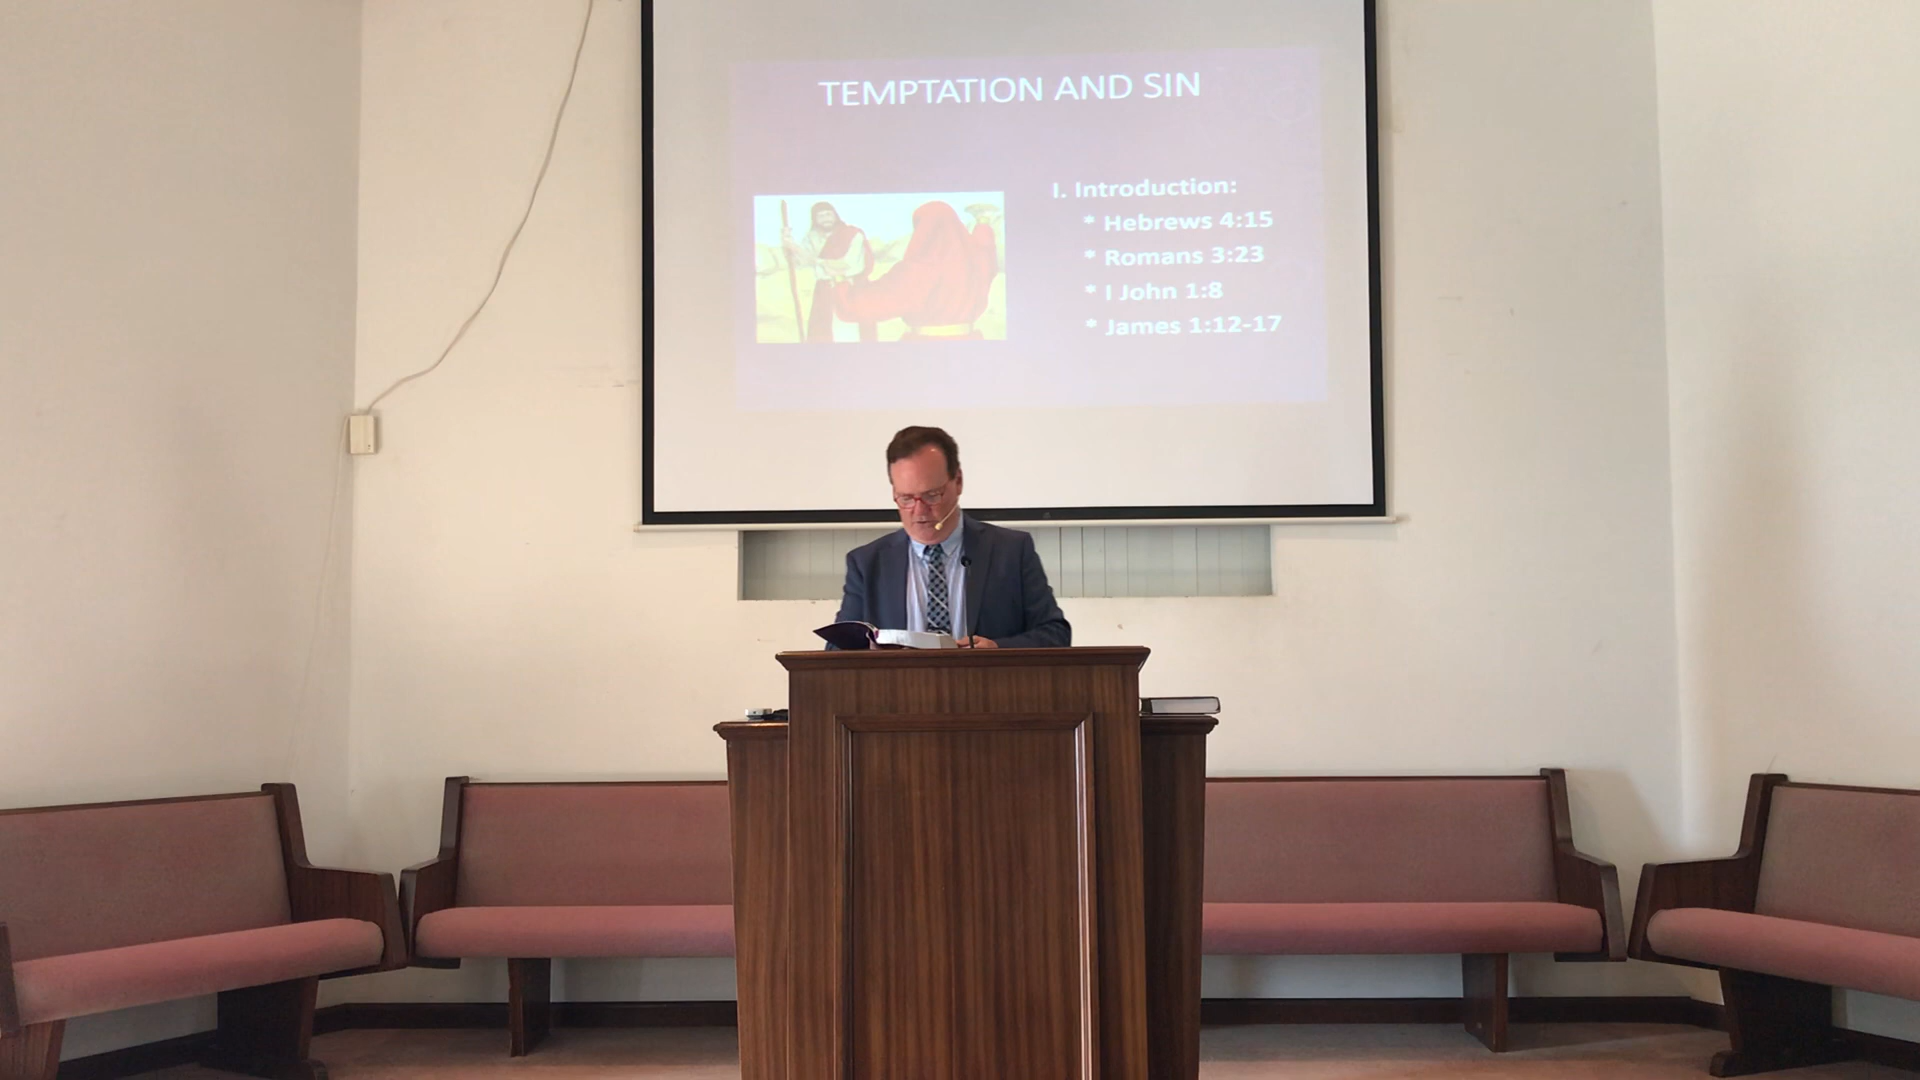 TEMPTATION AND SIN
I. Introduction:
* Hebrews 4:15
* Romans 3:23
* I John 1:8
* James 1:12-17